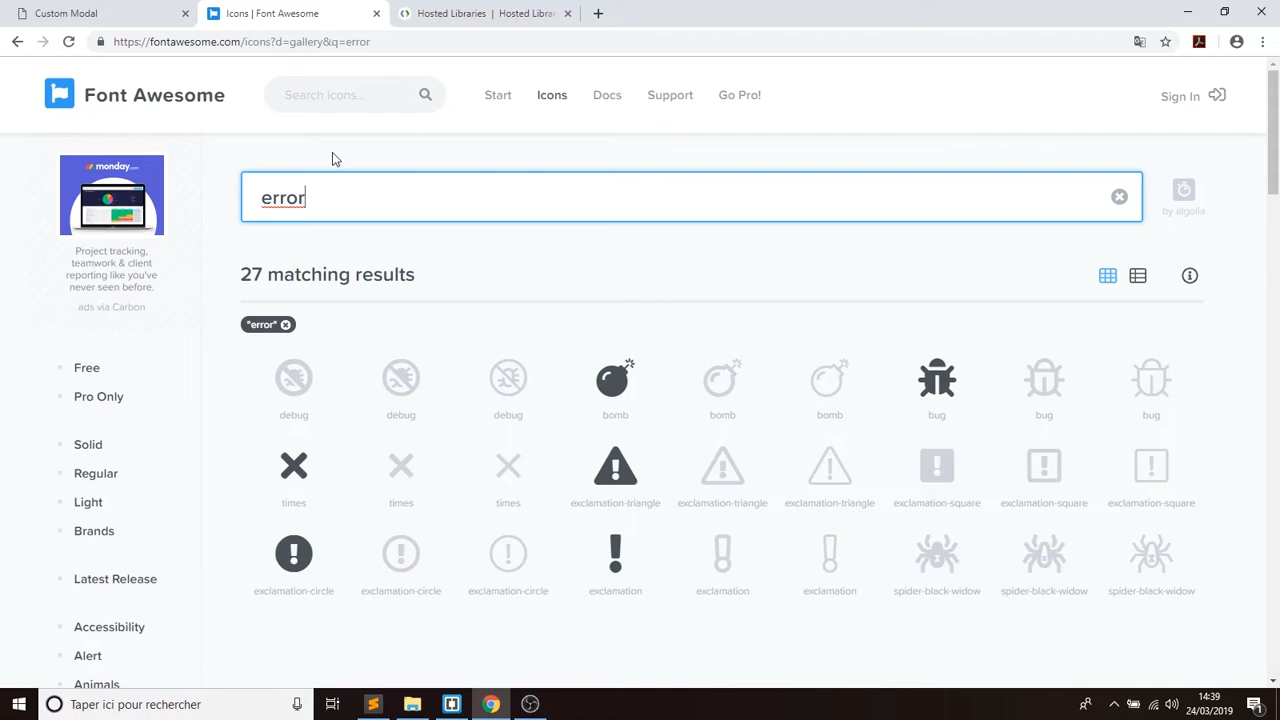 Custom Modal
Icons | Font Awesome
Hosted Libraries | Hosted Librar
https://fontawesome.com/icons?d=gallery&q=error
Font Awesome
Search icons...
Start
Icons
Docs
Support
Go Pro!
Sign In
monday.com
Project tracking,
teamwork & client
reporting like you've
never seen before.
ads via Carbon
error
by algolia
27 matching results
"error"
debug
debug
debug
bomb
bomb
bomb
bug
bug
bug
times
times
times
exclamation-triangle
exclamation-triangle
exclamation-triangle
exclamation-square
exclamation-square
exclamation-square
exclamation-circle
exclamation-circle
exclamation-circle
exclamation
exclamation
exclamation
spider-black-widow
spider-black-widow
spider-black-widow
Free
Pro Only
Solid
Regular
Light
Brands
Latest Release
Accessibility
Alert
Animals
Taper ici pour rechercher
14:39
24/03/2019